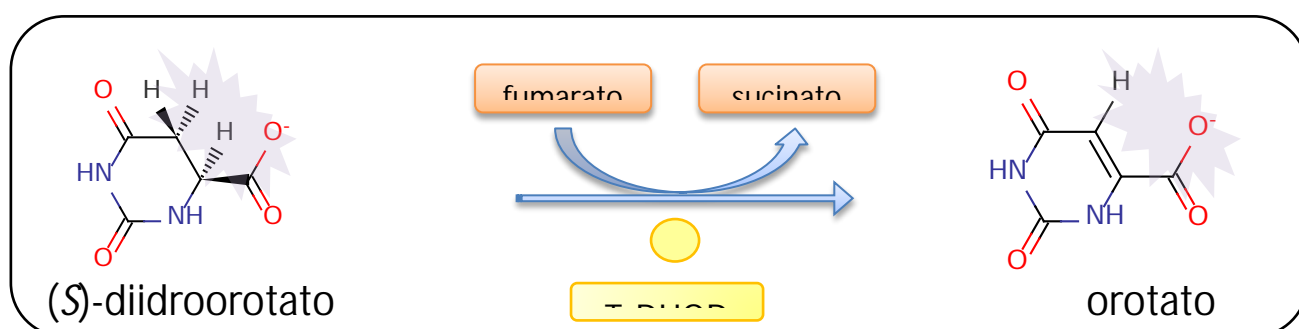 fumarato
sucinato
O
H
H
H
O-
HN
NH
O
O
O
H
O-
HN
NH
O
O
(S)-diidroorotato
orotato